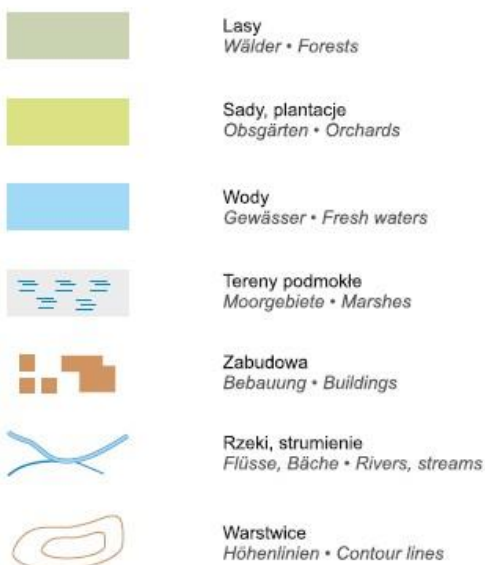 Lasy
Wälder • Forests
Sady, plantacje
Obsgärten • Orchards
Wody
Gewässer • Fresh waters
Tereny podmokłe
Moorgebiete • Marshes
Zabudowa
Bebauung • Buildings
Rzeki, strumienie
Flüsse, Bäche • Rivers, streams
Warstwice
Höhenlinien • Contour lines